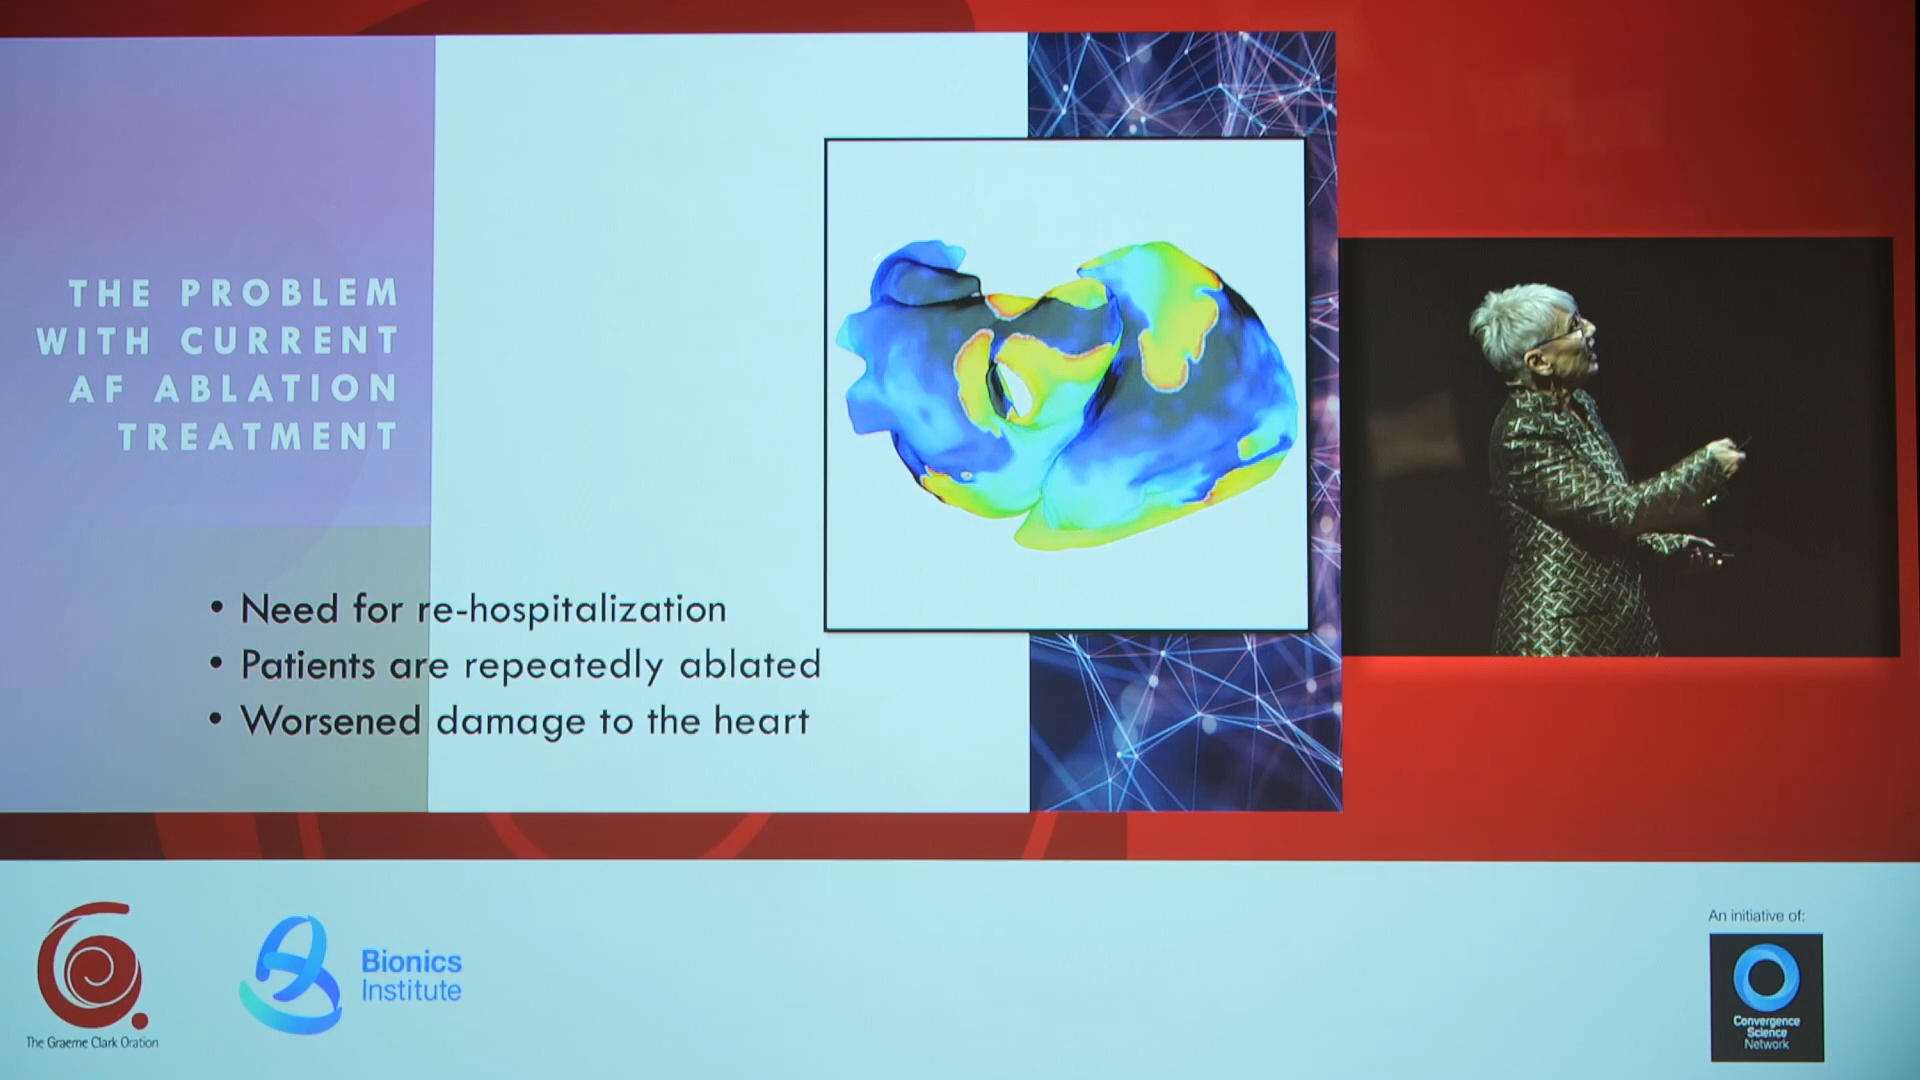 THE PROBLEM
WITH CURRENT
AF ABLATION
TREATMENT
• Need for re-hospitalization
• Patients are repeatedly ablated
• Worsened damage to the heart
The Graeme Clark Oration
Bionics
Institute
An initiative of:
Convergence
Science
Network